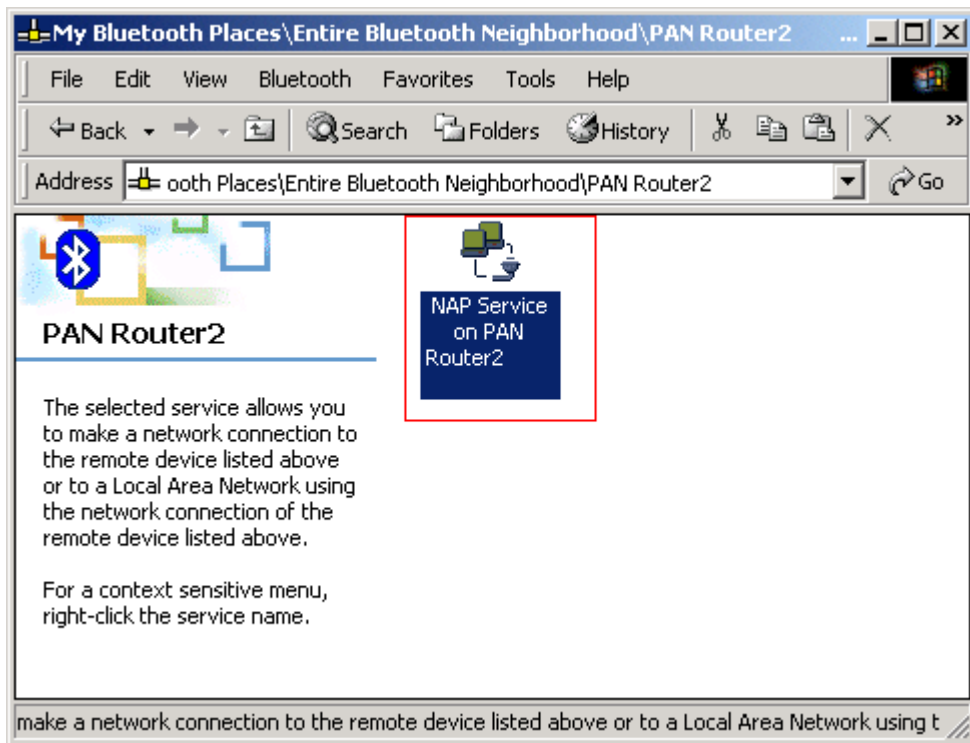 My Bluetooth Places\Entire Bluetooth Neighborhood\PAN Router2 ...
File Edit View Bluetooth Favorites Tools Help
Back Search Folders History »
Address ooth Places\Entire Bluetooth Neighborhood\PAN Router2 Go
PAN Router2
The selected service allows you
to make a network connection to
the remote device listed above
or to a Local Area Network using
the network connection of the
remote device listed above.
For a context sensitive menu,
right-click the service name.
NAP Service
on PAN
Router2
make a network connection to the remote device listed above or to a Local Area Network using t